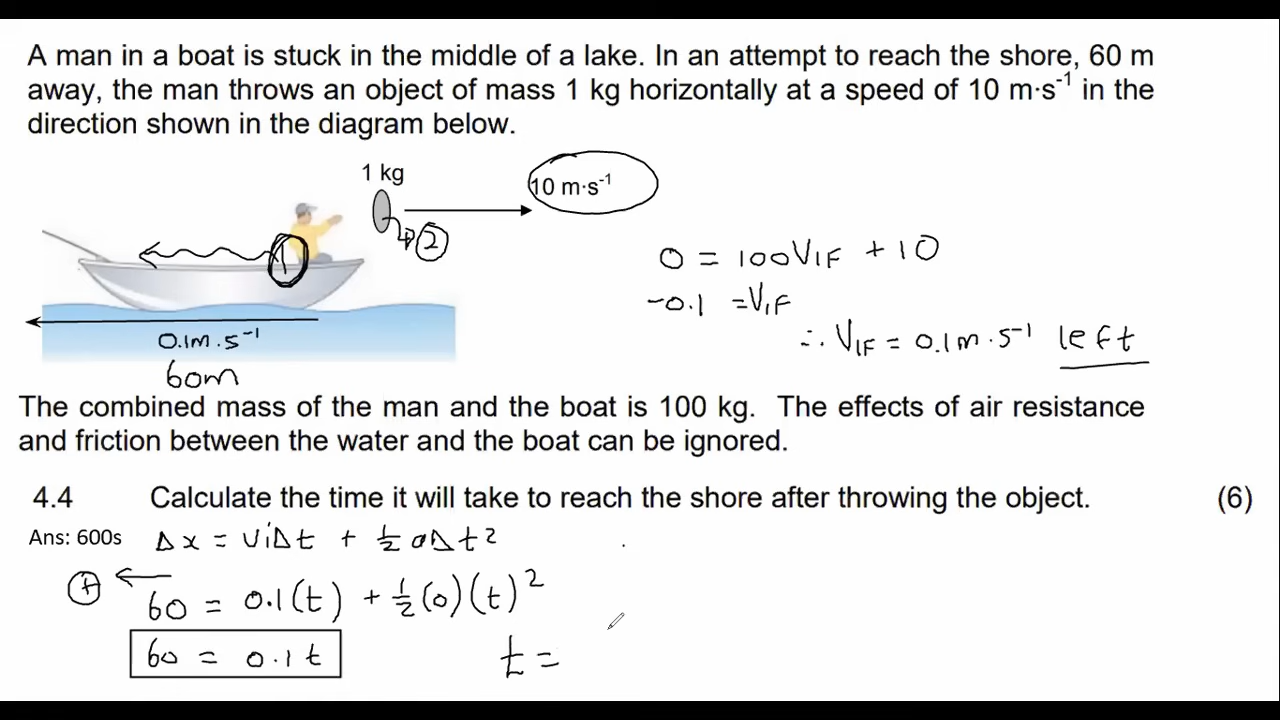 A man in a boat is stuck in the middle of a lake. In an attempt to reach the shore, 60 m
away, the man throws an object of mass 1 kg horizontally at a speed of 10 m·s⁻¹ in the
direction shown in the diagram below.
1 kg
10 m·s⁻¹
1
2
0 = 100V1F + 10
-0.1 = V1F
∴ V1F = 0.1m·s⁻¹ left
0.1m·s⁻¹
60m
The combined mass of the man and the boat is 100 kg. The effects of air resistance
and friction between the water and the boat can be ignored.
4.4 Calculate the time it will take to reach the shore after throwing the object. (6)
Ans: 600s Δx = ViΔt + ½aΔt²
+ ← 60 = 0.1(t) + ½(0)(t)²
60 = 0.1t t =